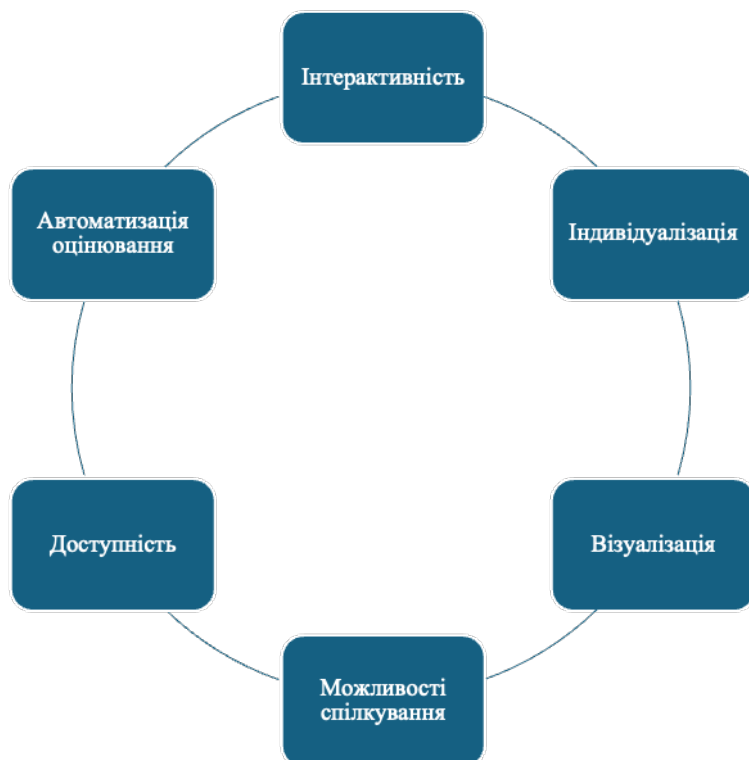 Інтерактивність
Індивідуалізація
Візуалізація
Можливості
спілкування
Доступність
Автоматизація
оцінювання